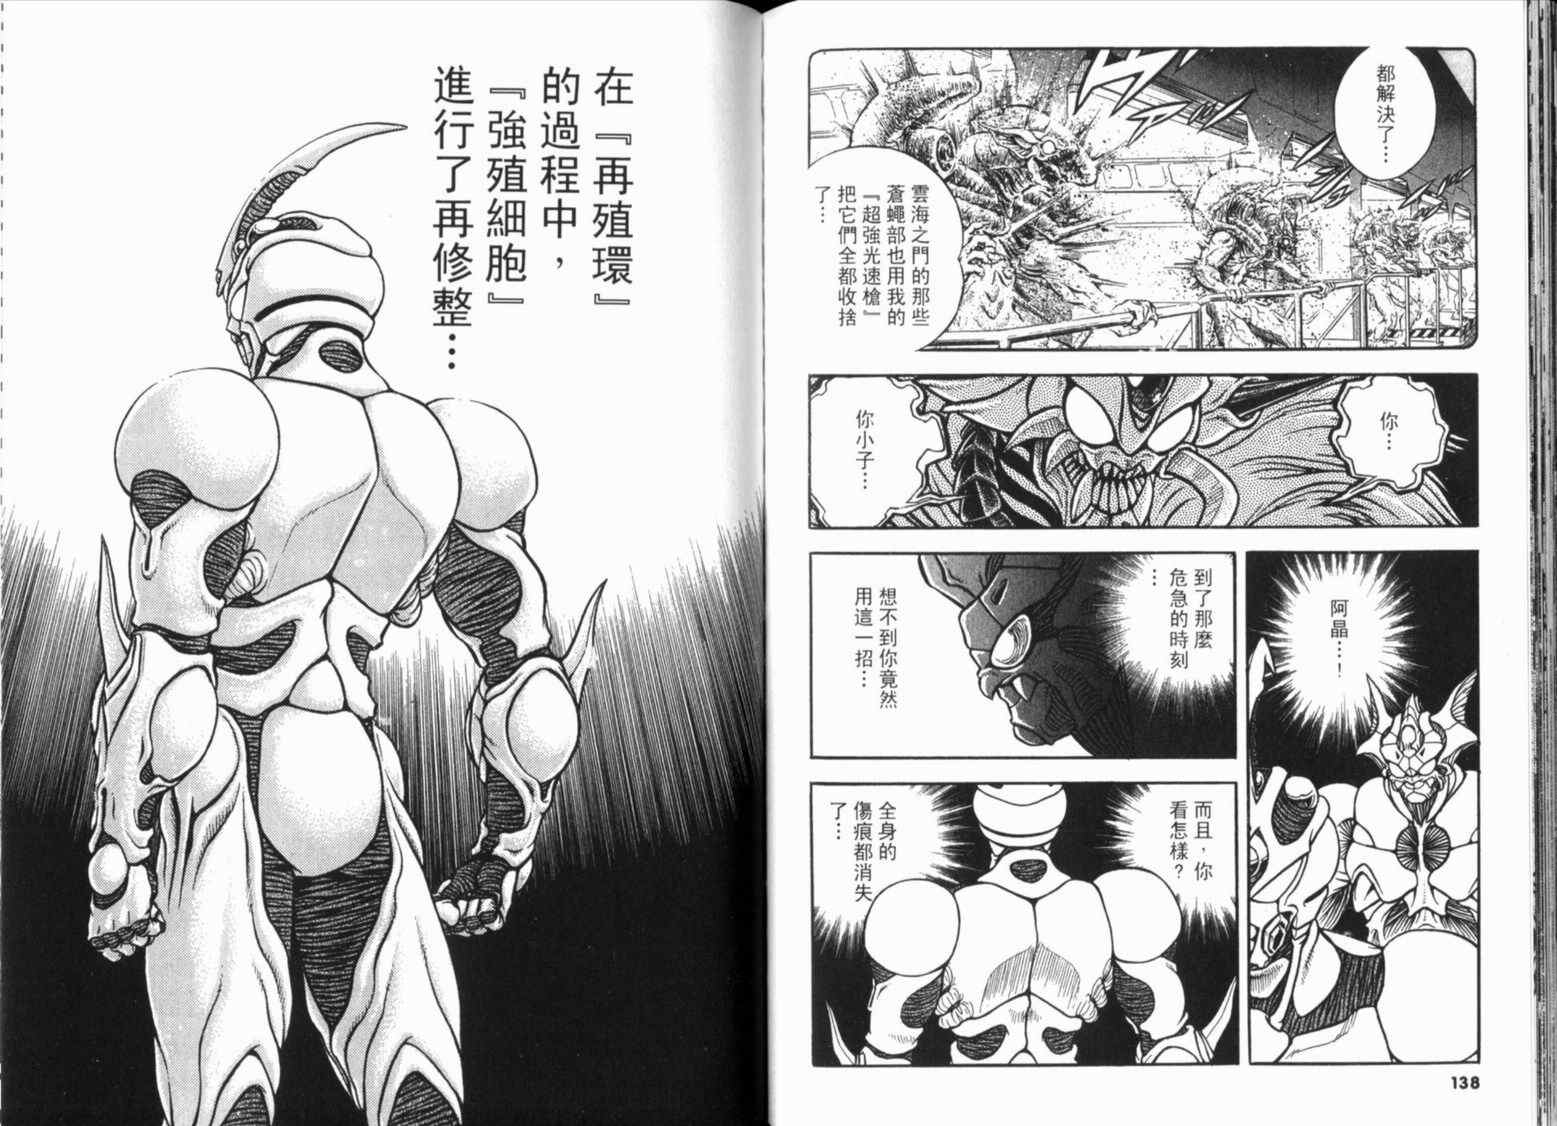 都解決了…
雲海之門的那些
蒼蠅部也用我的
『超強光速槍』
把它們全都收捨
了…
你…
你小子…
阿晶…!
到了那麼
危急的時刻
…
想不到你竟然
用這一招…
而且，你
看怎樣?
全身的
傷痕都消失
了…
138
在『再殖環』
的過程中，
『強殖細胞』
進行了再修整…